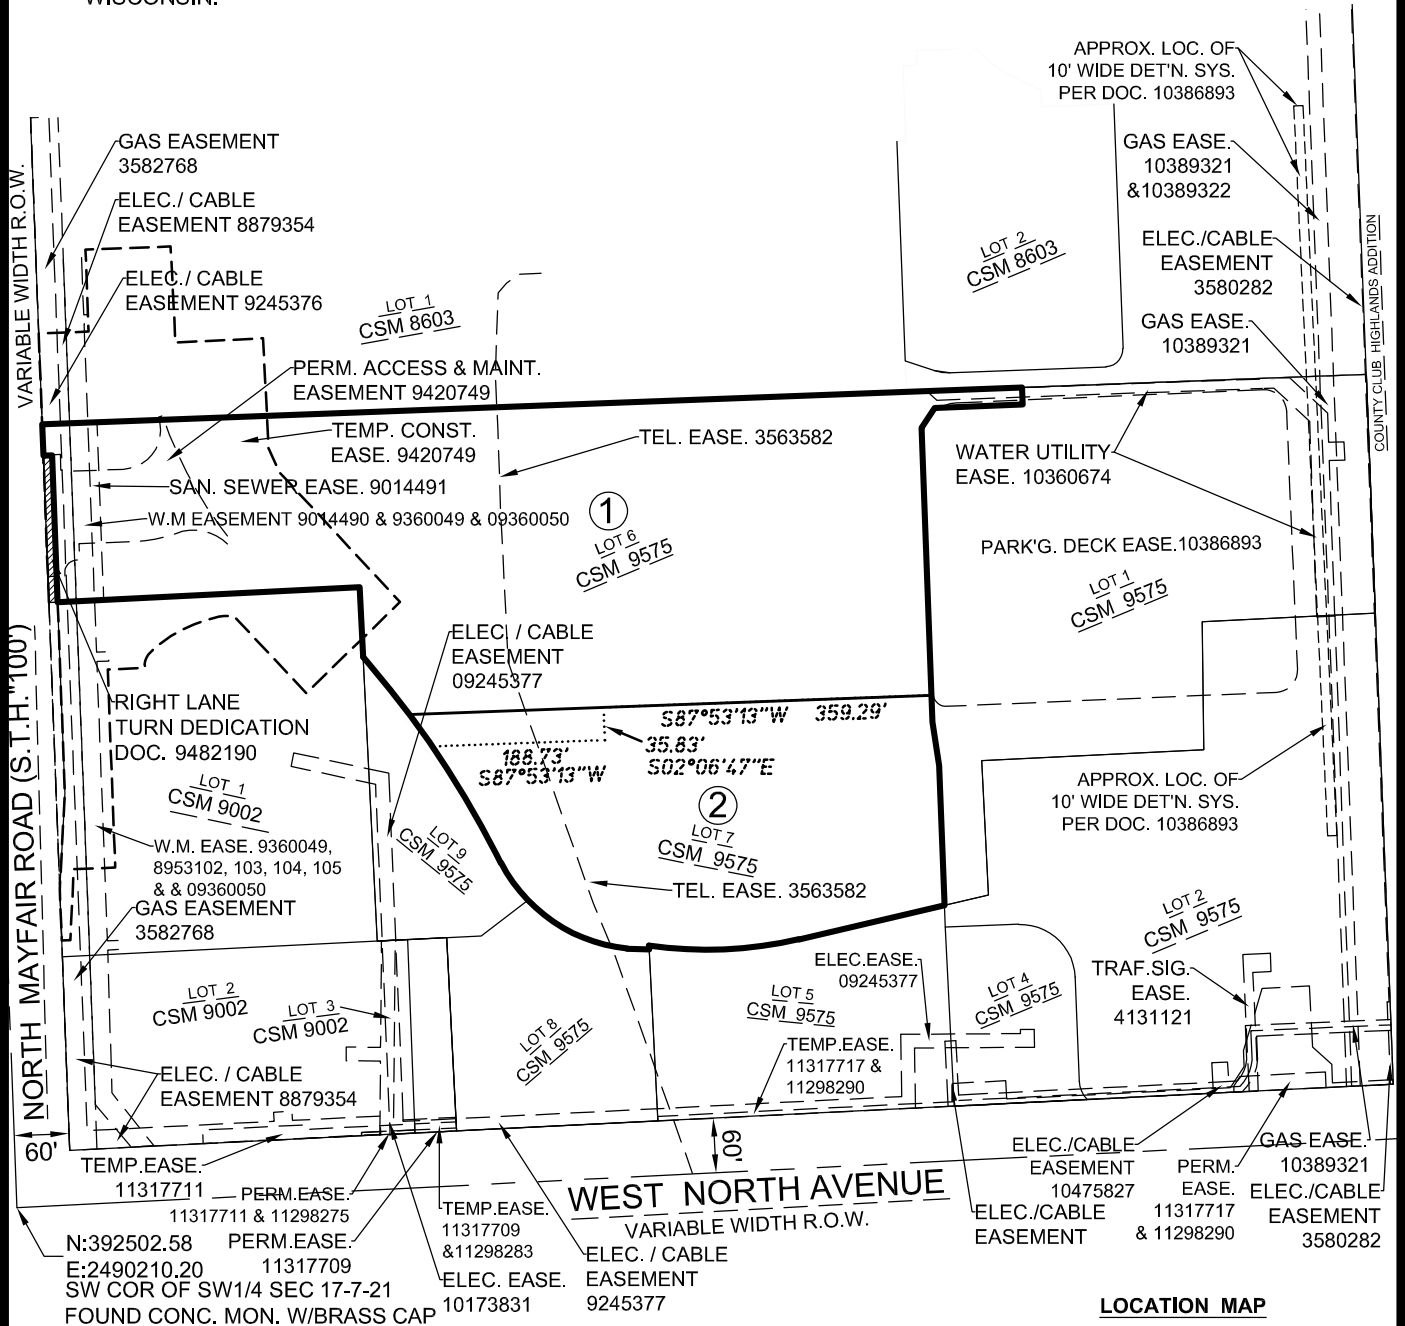 WISCONSIN.
APPROX. LOC. OF
10' WIDE DET'N. SYS.
PER DOC. 10386893
GAS EASEMENT
3582768
GAS EASE.
10389321
&10389322
VARIABLE WIDTH R.O.W.
ELEC./ CABLE
EASEMENT 8879354
ELEC./CABLE
EASEMENT
3580282
COUNTY CLUB HIGHLANDS ADDITION
ELEC./ CABLE
EASEMENT 9245376
LOT 2
CSM 8603
LOT 1
CSM 8603
GAS EASE.
10389321
PERM. ACCESS & MAINT.
EASEMENT 9420749
TEMP. CONST.
EASE. 9420749
TEL. EASE. 3563582
WATER UTILITY
EASE. 10360674
SAN. SEWER EASE. 9014491
W.M EASEMENT 9014490 & 9360049 & 09360050
1
LOT 6
CSM 9575
PARK'G. DECK EASE.10386893
LOT 1
CSM 9575
ELEC. / CABLE
EASEMENT
09245377
RIGHT LANE
TURN DEDICATION
DOC. 9482190
S87°53'13"W 359.29'
35.83'
S02°06'47"E
188.73'
S87°53'13"W
NORTH MAYFAIR ROAD (S.T.H."100')
LOT 1
CSM 9002
LOT 9
CSM 9575
2
LOT 7
CSM 9575
APPROX. LOC. OF
10' WIDE DET'N. SYS.
PER DOC. 10386893
W.M. EASE. 9360049,
8953102, 103, 104, 105
& & 09360050
TEL. EASE. 3563582
GAS EASEMENT
3582768
LOT 2
CSM 9575
ELEC.EASE.
09245377
TRAF.SIG.
EASE.
4131121
LOT 2
CSM 9002
LOT 3
CSM 9002
LOT 8
CSM 9575
LOT 5
CSM 9575
LOT 4
CSM 9575
TEMP.EASE.
11317717 &
11298290
ELEC. / CABLE
EASEMENT 8879354
60'
60'
TEMP.EASE.
11317711
PERM.EASE.
11317711 & 11298275
PERM.EASE.
11317709
TEMP.EASE.
11317709
&11298283
WEST NORTH AVENUE
VARIABLE WIDTH R.O.W.
ELEC./CABLE
EASEMENT
10475827
ELEC./CABLE
EASEMENT
PERM.
EASE.
11317717
& 11298290
GAS EASE.
10389321
ELEC./CABLE
EASEMENT
3580282
N:392502.58
E:2490210.20
SW COR OF SW1/4 SEC 17-7-21
FOUND CONC. MON. W/BRASS CAP
ELEC. EASE.
10173831
ELEC. / CABLE
EASEMENT
9245377
LOCATION MAP